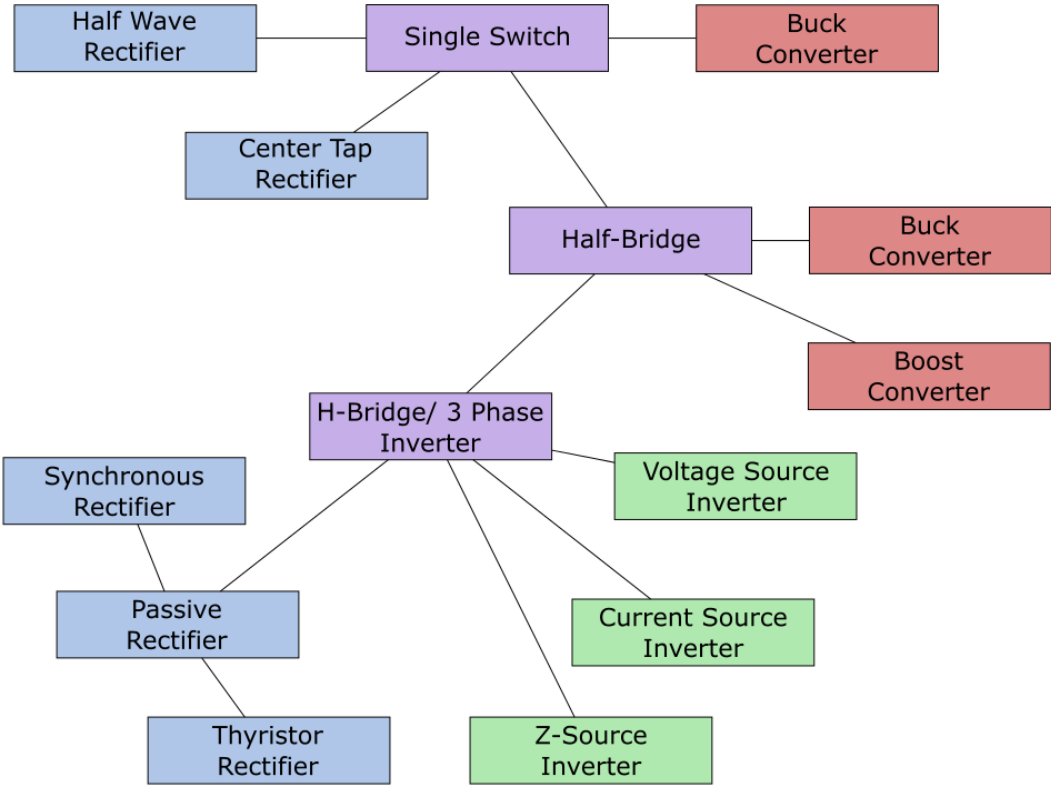 Half Wave
Rectifier
Single Switch
Buck
Converter
Center Tap
Rectifier
Half-Bridge
Buck
Converter
Boost
Converter
H-Bridge/ 3 Phase
Inverter
Synchronous
Rectifier
Voltage Source
Inverter
Passive
Rectifier
Current Source
Inverter
Thyristor
Rectifier
Z-Source
Inverter